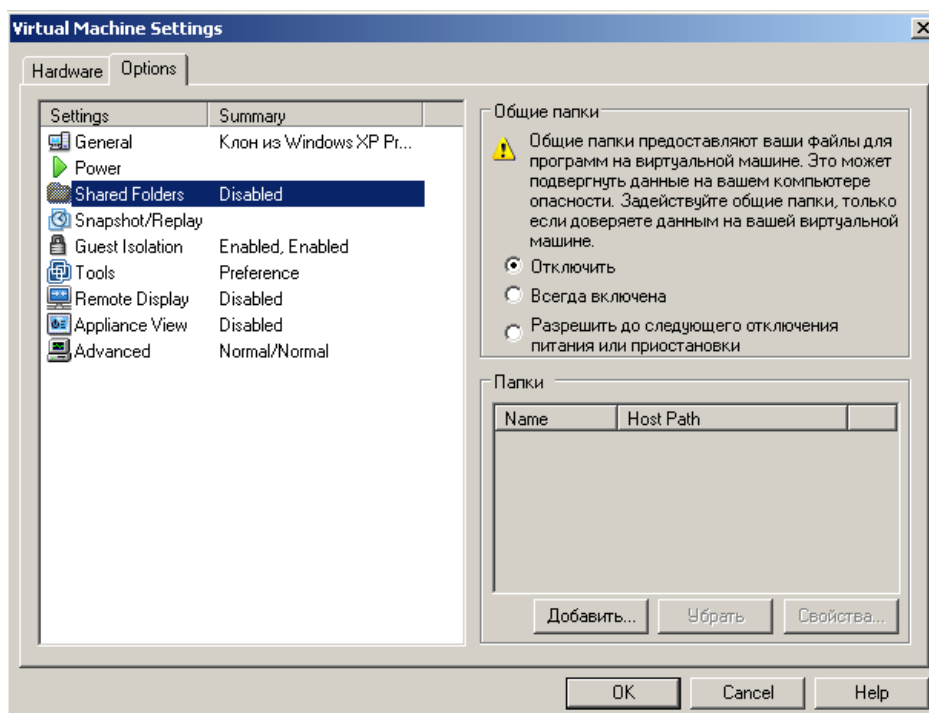 Virtual Machine Settings
Hardware Options
Settings Summary
General Клон из Windows XP Pr...
Power
Shared Folders Disabled
Snapshot/Replay
Guest Isolation Enabled, Enabled
Tools Preference
Remote Display Disabled
Appliance View Disabled
Advanced Normal/Normal
Общие папки
Общие папки предоставляют ваши файлы для
программ на виртуальной машине. Это может
подвергнуть данные на вашем компьютере
опасности. Задействуйте общие папки, только
если доверяете данным на вашей виртуальной
машине.
Отключить
Всегда включена
Разрешить до следующего отключения
питания или приостановки
Папки
Name Host Path
Добавить... Убрать Свойства...
OK Cancel Help